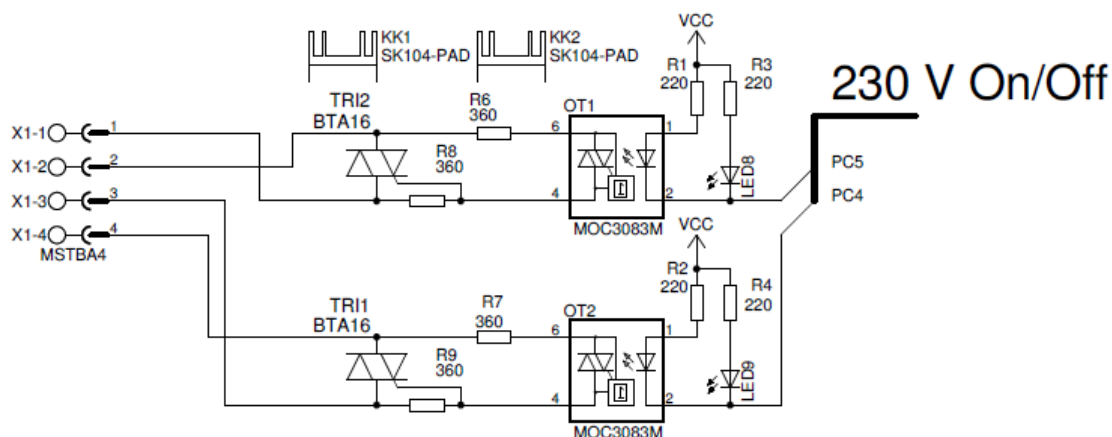 KK1
SK104-PAD
KK2
SK104-PAD
VCC
230 V On/Off
R1
220
R3
220
TRI2
BTA16
R6
360
OT1
X1-1
1
6
1
X1-2
2
R8
360
PC5
X1-3
3
4
2
LED8
PC4
X1-4
4
MSTBA4
MOC3083M
VCC
R2
220
R4
220
TRI1
BTA16
R7
360
OT2
6
1
R9
360
4
2
LED9
MOC3083M